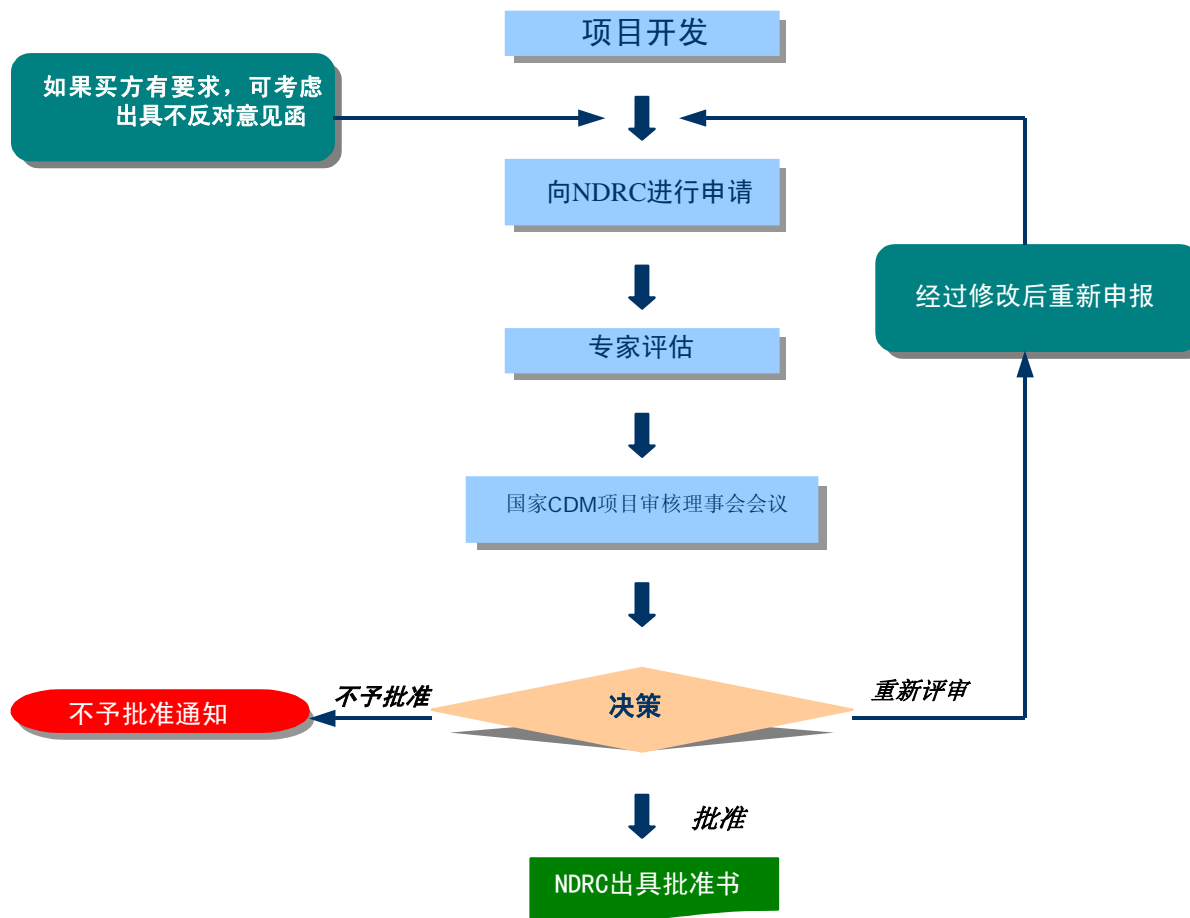 项目开发
如果买方有要求，可考虑
出具不反对意见函
向NDRC进行申请
经过修改后重新申报
专家评估
国家CDM项目审核理事会会议
不予批准
决策
重新评审
不予批准通知
批准
NDRC出具批准书